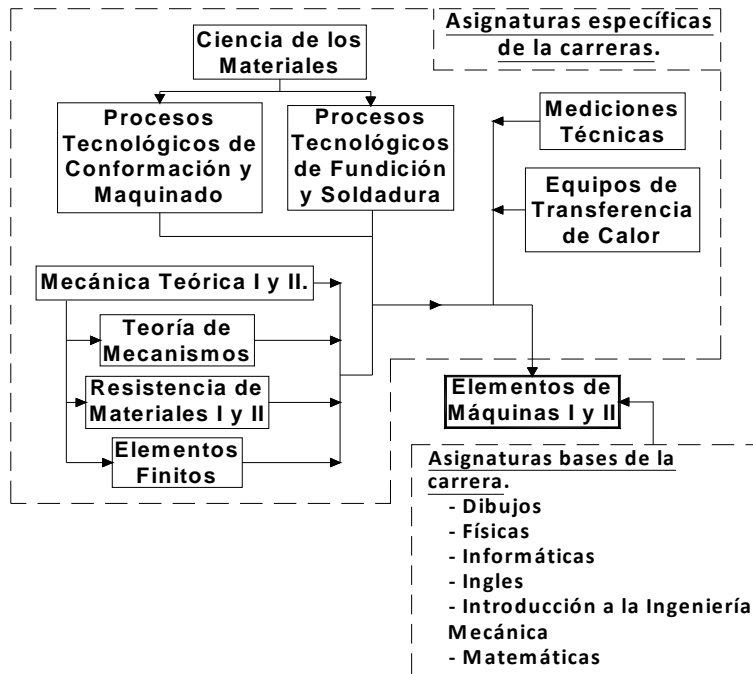 Asignaturas específicas
de la carreras.
Ciencia de los
Materiales
Procesos
Tecnológicos de
Conformación y
Maquinado
Procesos
Tecnológicos
de Fundición
y Soldadura
Mediciones
Técnicas
Equipos de
Transferencia
de Calor
Mecánica Teórica I y II.
Teoría de
Mecanismos
Resistencia de
Materiales I y II
Elementos
Finitos
Elementos de
Máquinas I y II
Asignaturas bases de la
carrera.
- Dibujos
- Físicas
- Informáticas
- Ingles
- Introducción a la Ingeniería
Mecánica
- Matemáticas